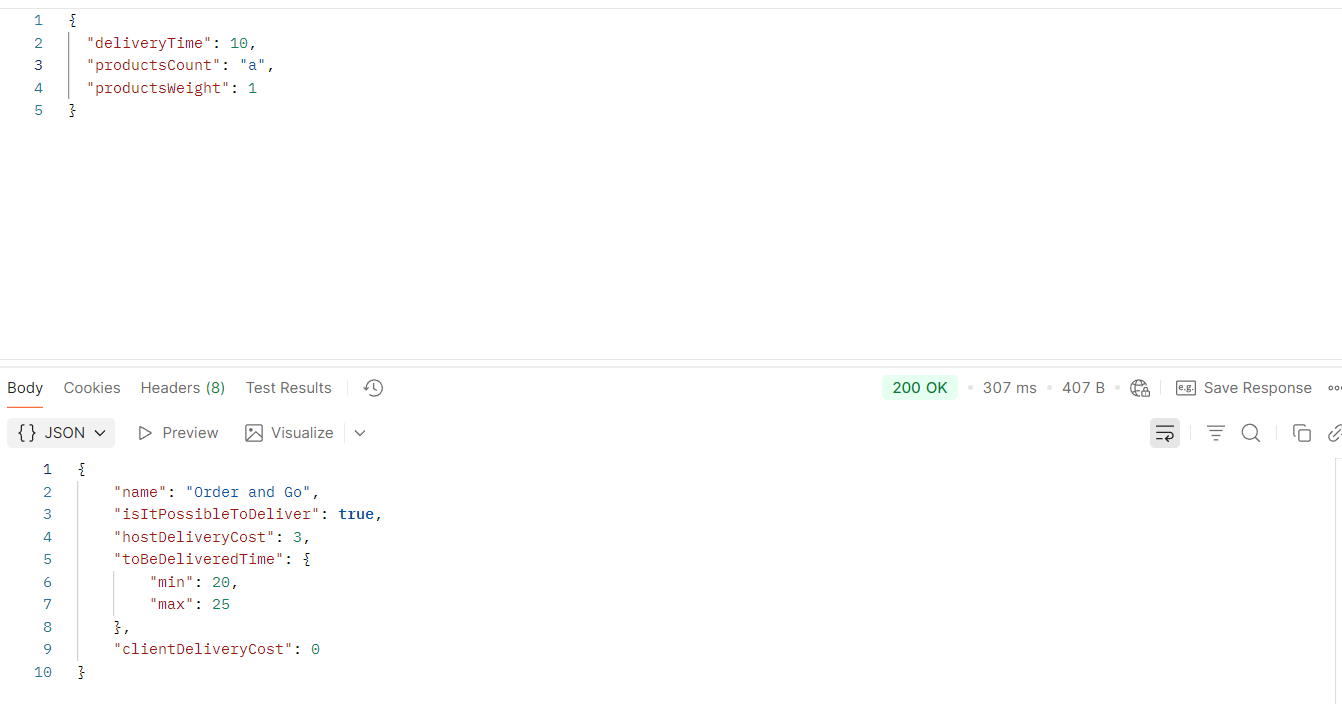 1 {
2 "deliveryTime": 10,
3 "productsCount": "a",
4 "productsWeight": 1
5 }
Body Cookies Headers (8) Test Results 200 OK • 307 ms • 407 B • e.g. Save Response
{} JSON Preview Visualize
1 {
2 "name": "Order and Go",
3 "isItPossibleToDeliver": true,
4 "hostDeliveryCost": 3,
5 "toBeDeliveredTime": {
6 "min": 20,
7 "max": 25
8 },
9 "clientDeliveryCost": 0
10 }